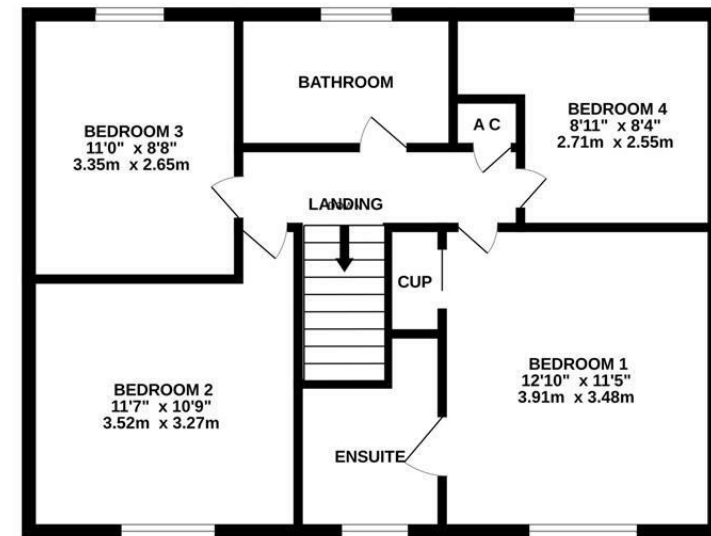 BATHROOM
BEDROOM 3
11'0" x 8'8"
3.35m x 2.65m
A C
BEDROOM 4
8'11" x 8'4"
2.71m x 2.55m
LANDING
CUP
BEDROOM 2
11'7" x 10'9"
3.52m x 3.27m
BEDROOM 1
12'10" x 11'5"
3.91m x 3.48m
ENSUITE